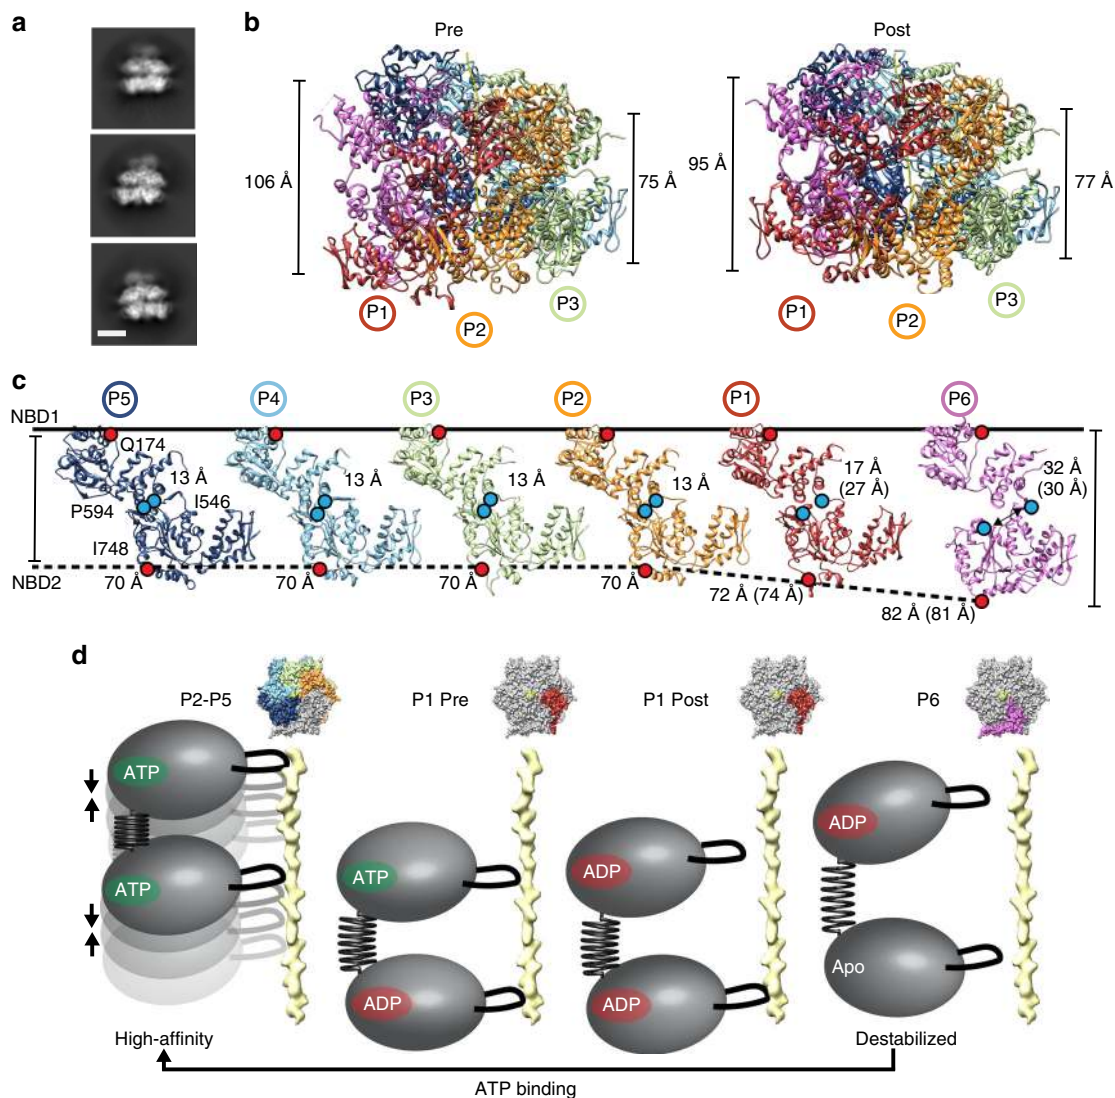 a
b
Pre
Post
106 Å
75 Å
95 Å
77 Å
P1
P2
P3
P1
P2
P3
c
P5
P4
P3
P2
P1
P6
NBD1
Q174
13 Å
13 Å
13 Å
13 Å
17 Å
(27 Å)
32 Å
(30 Å)
P594
I546
I748
NBD2
70 Å
70 Å
70 Å
70 Å
72 Å (74 Å)
82 Å (81 Å)
d
P2-P5
P1 Pre
P1 Post
P6
ATP
ATP
ATP
ADP
ADP
ADP
ADP
Apo
High-affinity
Destabilized
ATP binding